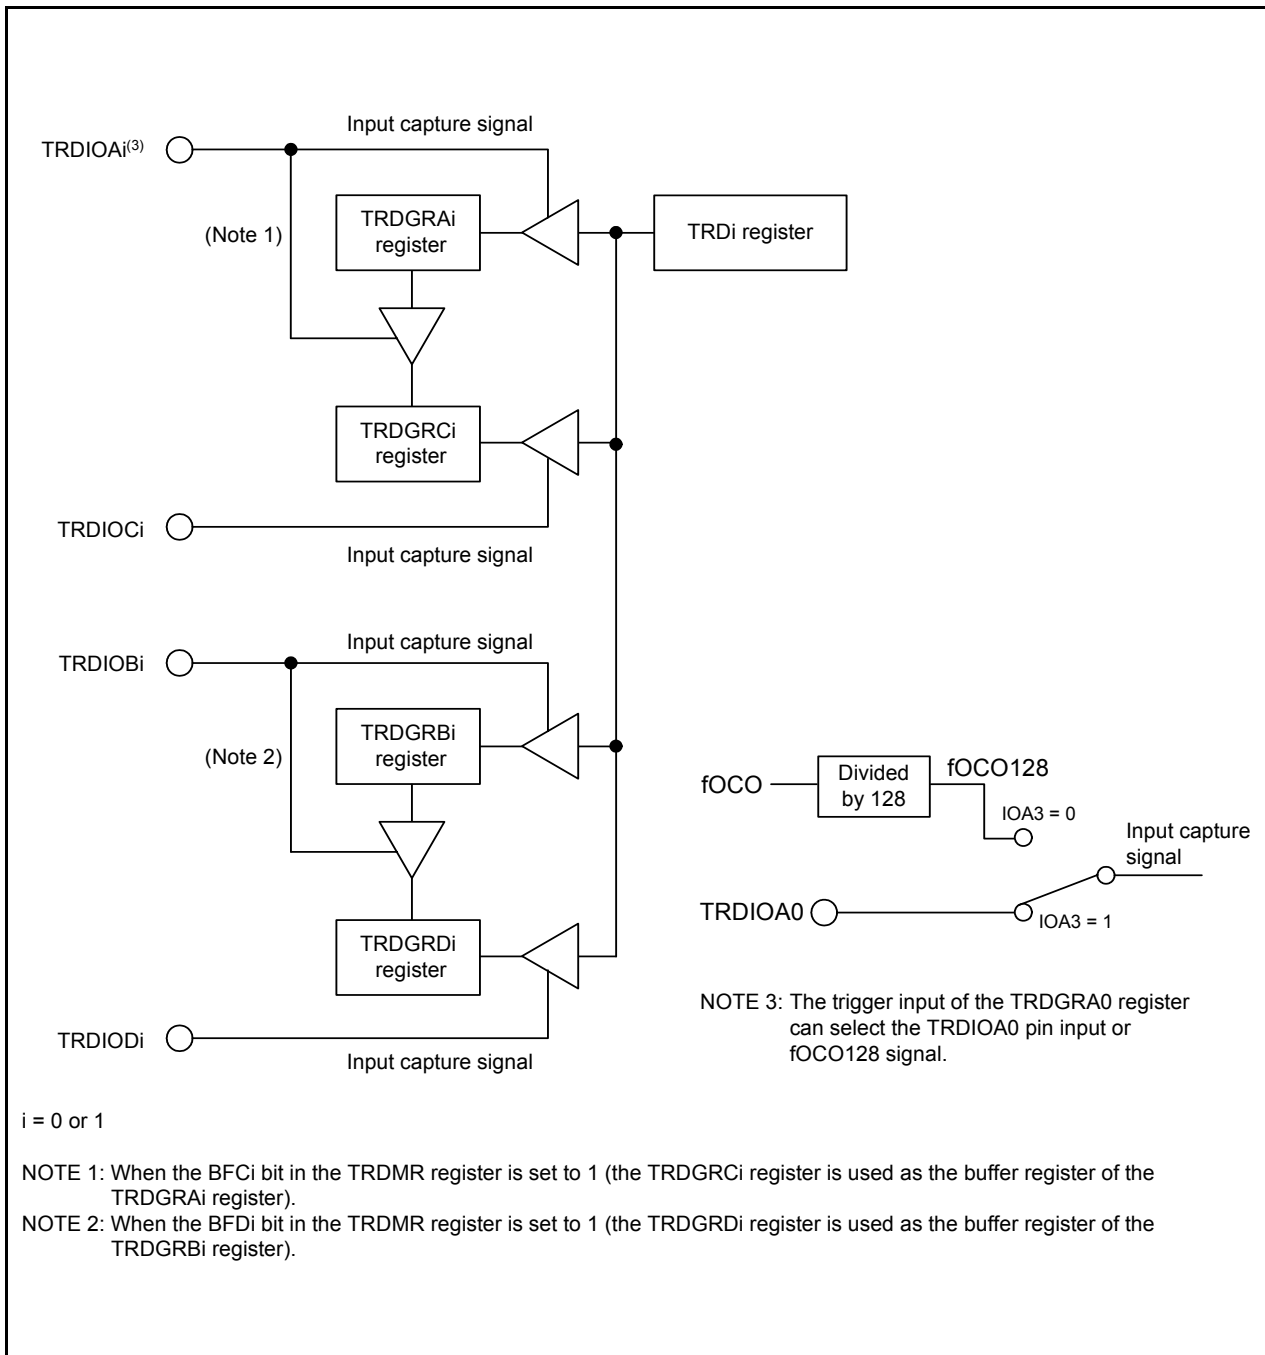 Input capture signal
TRDIOAi(3)
TRDGRAi
register
TRDi register
(Note 1)
TRDGRCi
register
TRDIOCi
Input capture signal
Input capture signal
TRDIOBi
TRDGRBi
register
(Note 2)
TRDGRDi
register
TRDIODi
Input capture signal
fOCO
Divided
by 128
fOCO128
IOA3 = 0
Input capture
signal
TRDIOA0
IOA3 = 1
NOTE 3: The trigger input of the TRDGRA0 register
can select the TRDIOA0 pin input or
fOCO128 signal.
i = 0 or 1
NOTE 1: When the BFCi bit in the TRDMR register is set to 1 (the TRDGRCi register is used as the buffer register of the
TRDGRAi register).
NOTE 2: When the BFDi bit in the TRDMR register is set to 1 (the TRDGRDi register is used as the buffer register of the
TRDGRBi register).